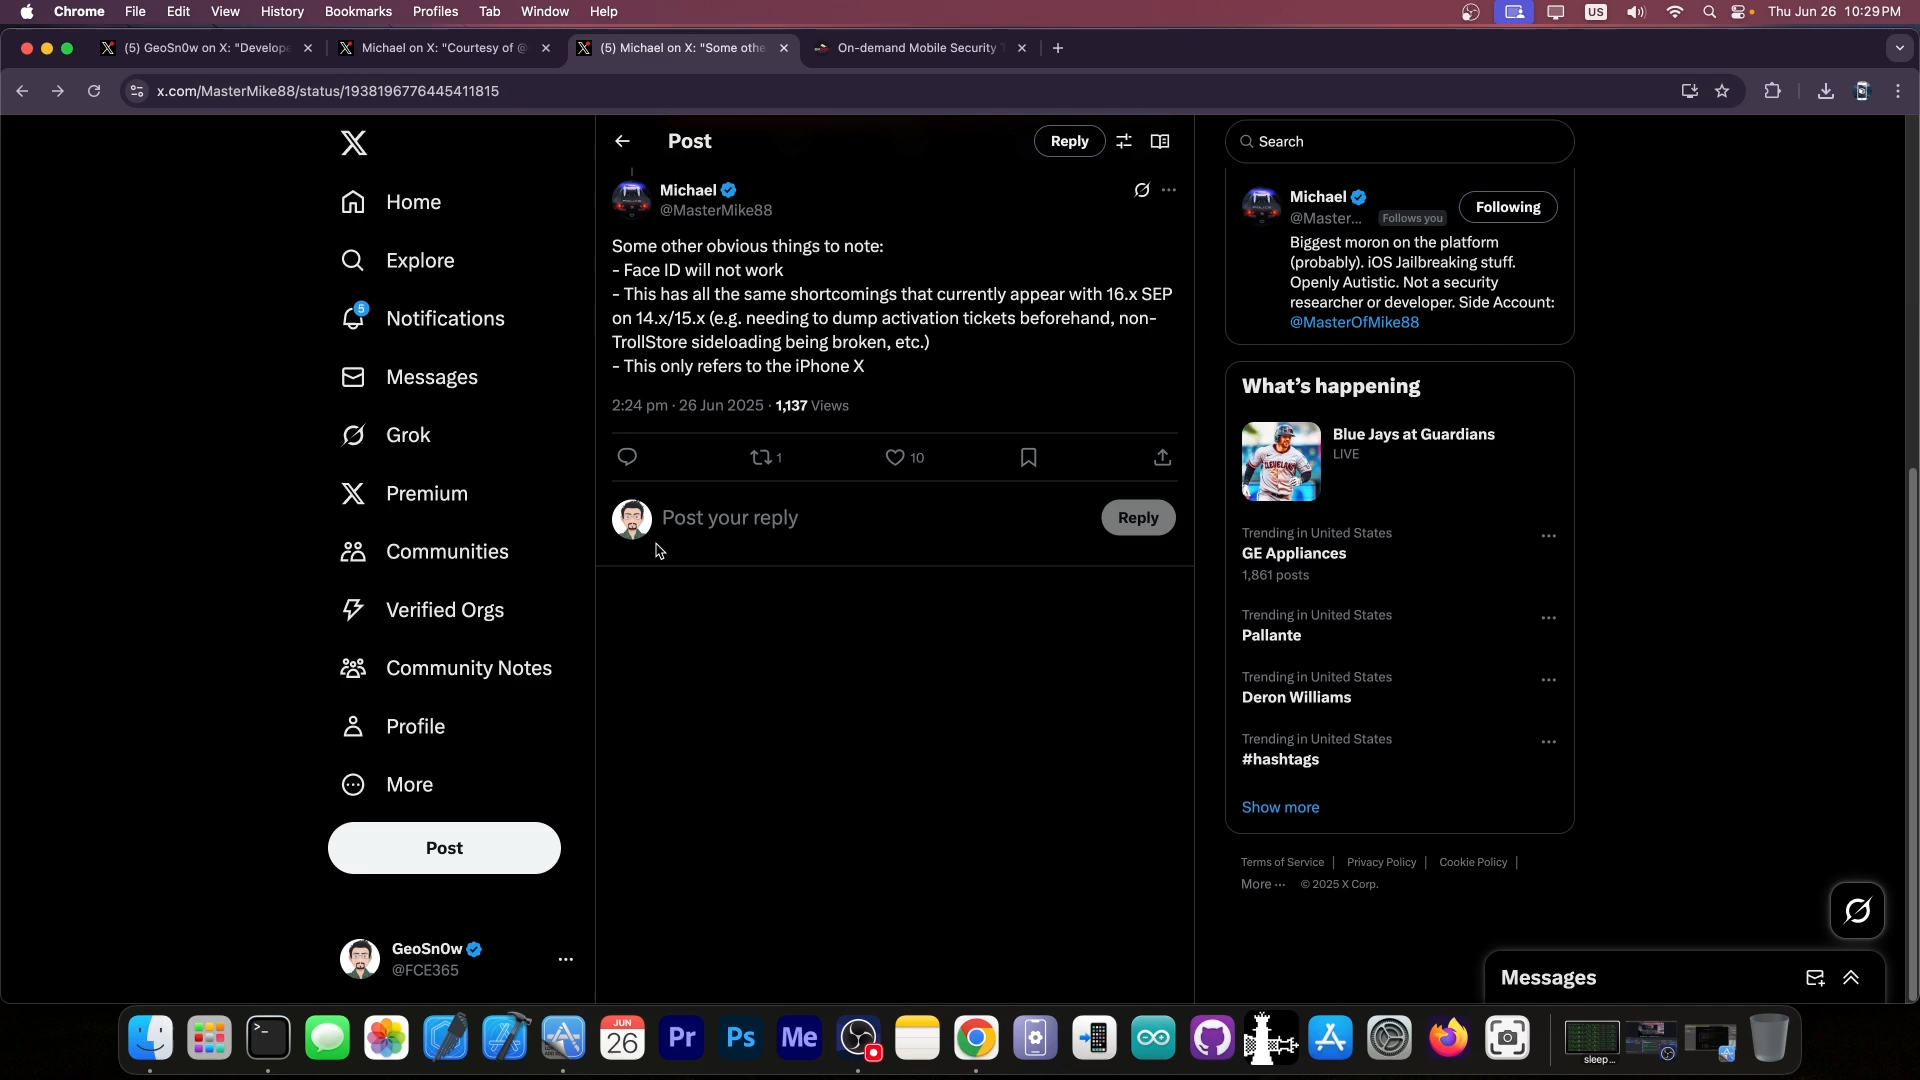 Chrome File Edit View History Bookmarks Profiles Tab Window Help US Thu Jun 26 10:29 PM
(5) GeoSn0w on X: "Develope Michael on X: "Courtesy of @ (5) Michael on X: "Some othe On-demand Mobile Security T
x.com/MasterMike88/status/1938196776445411815
Home
5
Explore
Notifications
Messages
Grok
Premium
Communities
Verified Orgs
Community Notes
Profile
More
Post
GeoSn0w
@FCE365
Post Reply
Michael
@MasterMike88
Some other obvious things to note:
- Face ID will not work
- This has all the same shortcomings that currently appear with 16.x SEP
on 14.x/15.x (e.g. needing to dump activation tickets beforehand, non-
TrollStore sideloading being broken, etc.)
- This only refers to the iPhone X
2:24 pm · 26 Jun 2025 · 1,137 Views
1 10
Post your reply Reply
Search
Michael
@Master... Follows you
Following
Biggest moron on the platform
(probably). iOS Jailbreaking stuff.
Openly Autistic. Not a security
researcher or developer. Side Account:
@MasterOfMike88
What's happening
Blue Jays at Guardians
LIVE
Trending in United States
GE Appliances
1,861 posts
Trending in United States
Pallante
Trending in United States
Deron Williams
Trending in United States
#hashtags
Show more
Terms of Service | Privacy Policy | Cookie Policy |
More ··· © 2025 X Corp.
Messages
JUN
26
Pr Ps Me
sleep...